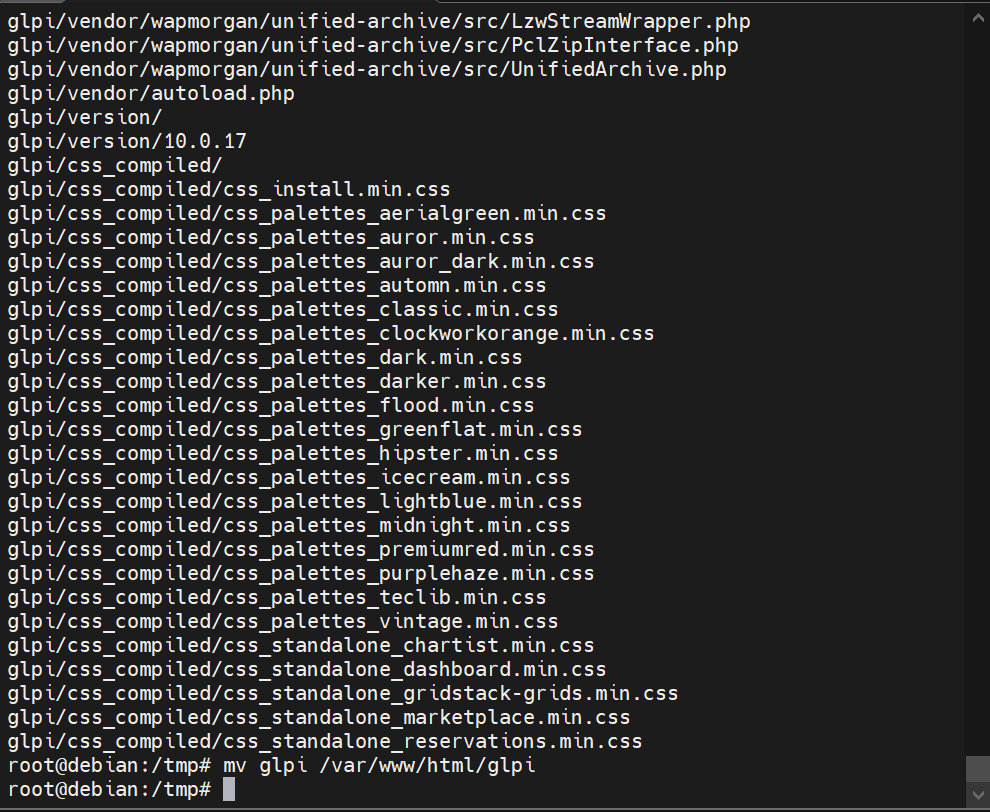 glpi/vendor/wapmorgan/unified-archive/src/LzwStreamWrapper.php
glpi/vendor/wapmorgan/unified-archive/src/PclZipInterface.php
glpi/vendor/wapmorgan/unified-archive/src/UnifiedArchive.php
glpi/vendor/autoload.php
glpi/version/
glpi/version/10.0.17
glpi/css_compiled/
glpi/css_compiled/css_install.min.css
glpi/css_compiled/css_palettes_aerialgreen.min.css
glpi/css_compiled/css_palettes_auror.min.css
glpi/css_compiled/css_palettes_auror_dark.min.css
glpi/css_compiled/css_palettes_automn.min.css
glpi/css_compiled/css_palettes_classic.min.css
glpi/css_compiled/css_palettes_clockworkorange.min.css
glpi/css_compiled/css_palettes_dark.min.css
glpi/css_compiled/css_palettes_darker.min.css
glpi/css_compiled/css_palettes_flood.min.css
glpi/css_compiled/css_palettes_greenflat.min.css
glpi/css_compiled/css_palettes_hipster.min.css
glpi/css_compiled/css_palettes_icecream.min.css
glpi/css_compiled/css_palettes_lightblue.min.css
glpi/css_compiled/css_palettes_midnight.min.css
glpi/css_compiled/css_palettes_premiumred.min.css
glpi/css_compiled/css_palettes_purplehaze.min.css
glpi/css_compiled/css_palettes_teclib.min.css
glpi/css_compiled/css_palettes_vintage.min.css
glpi/css_compiled/css_standalone_chartist.min.css
glpi/css_compiled/css_standalone_dashboard.min.css
glpi/css_compiled/css_standalone_gridstack-grids.min.css
glpi/css_compiled/css_standalone_marketplace.min.css
glpi/css_compiled/css_standalone_reservations.min.css
root@debian:/tmp# mv glpi /var/www/html/glpi
root@debian:/tmp#